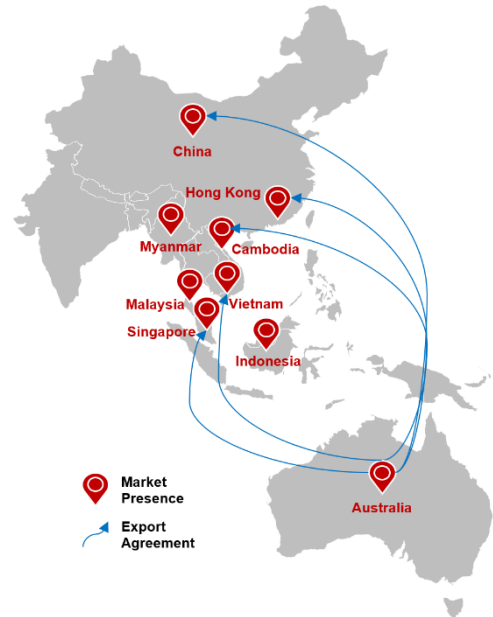 China
Hong Kong
Myanmar
Cambodia
Malaysia
Vietnam
Singapore
Indonesia
Market
Presence
Australia
Export
Agreement